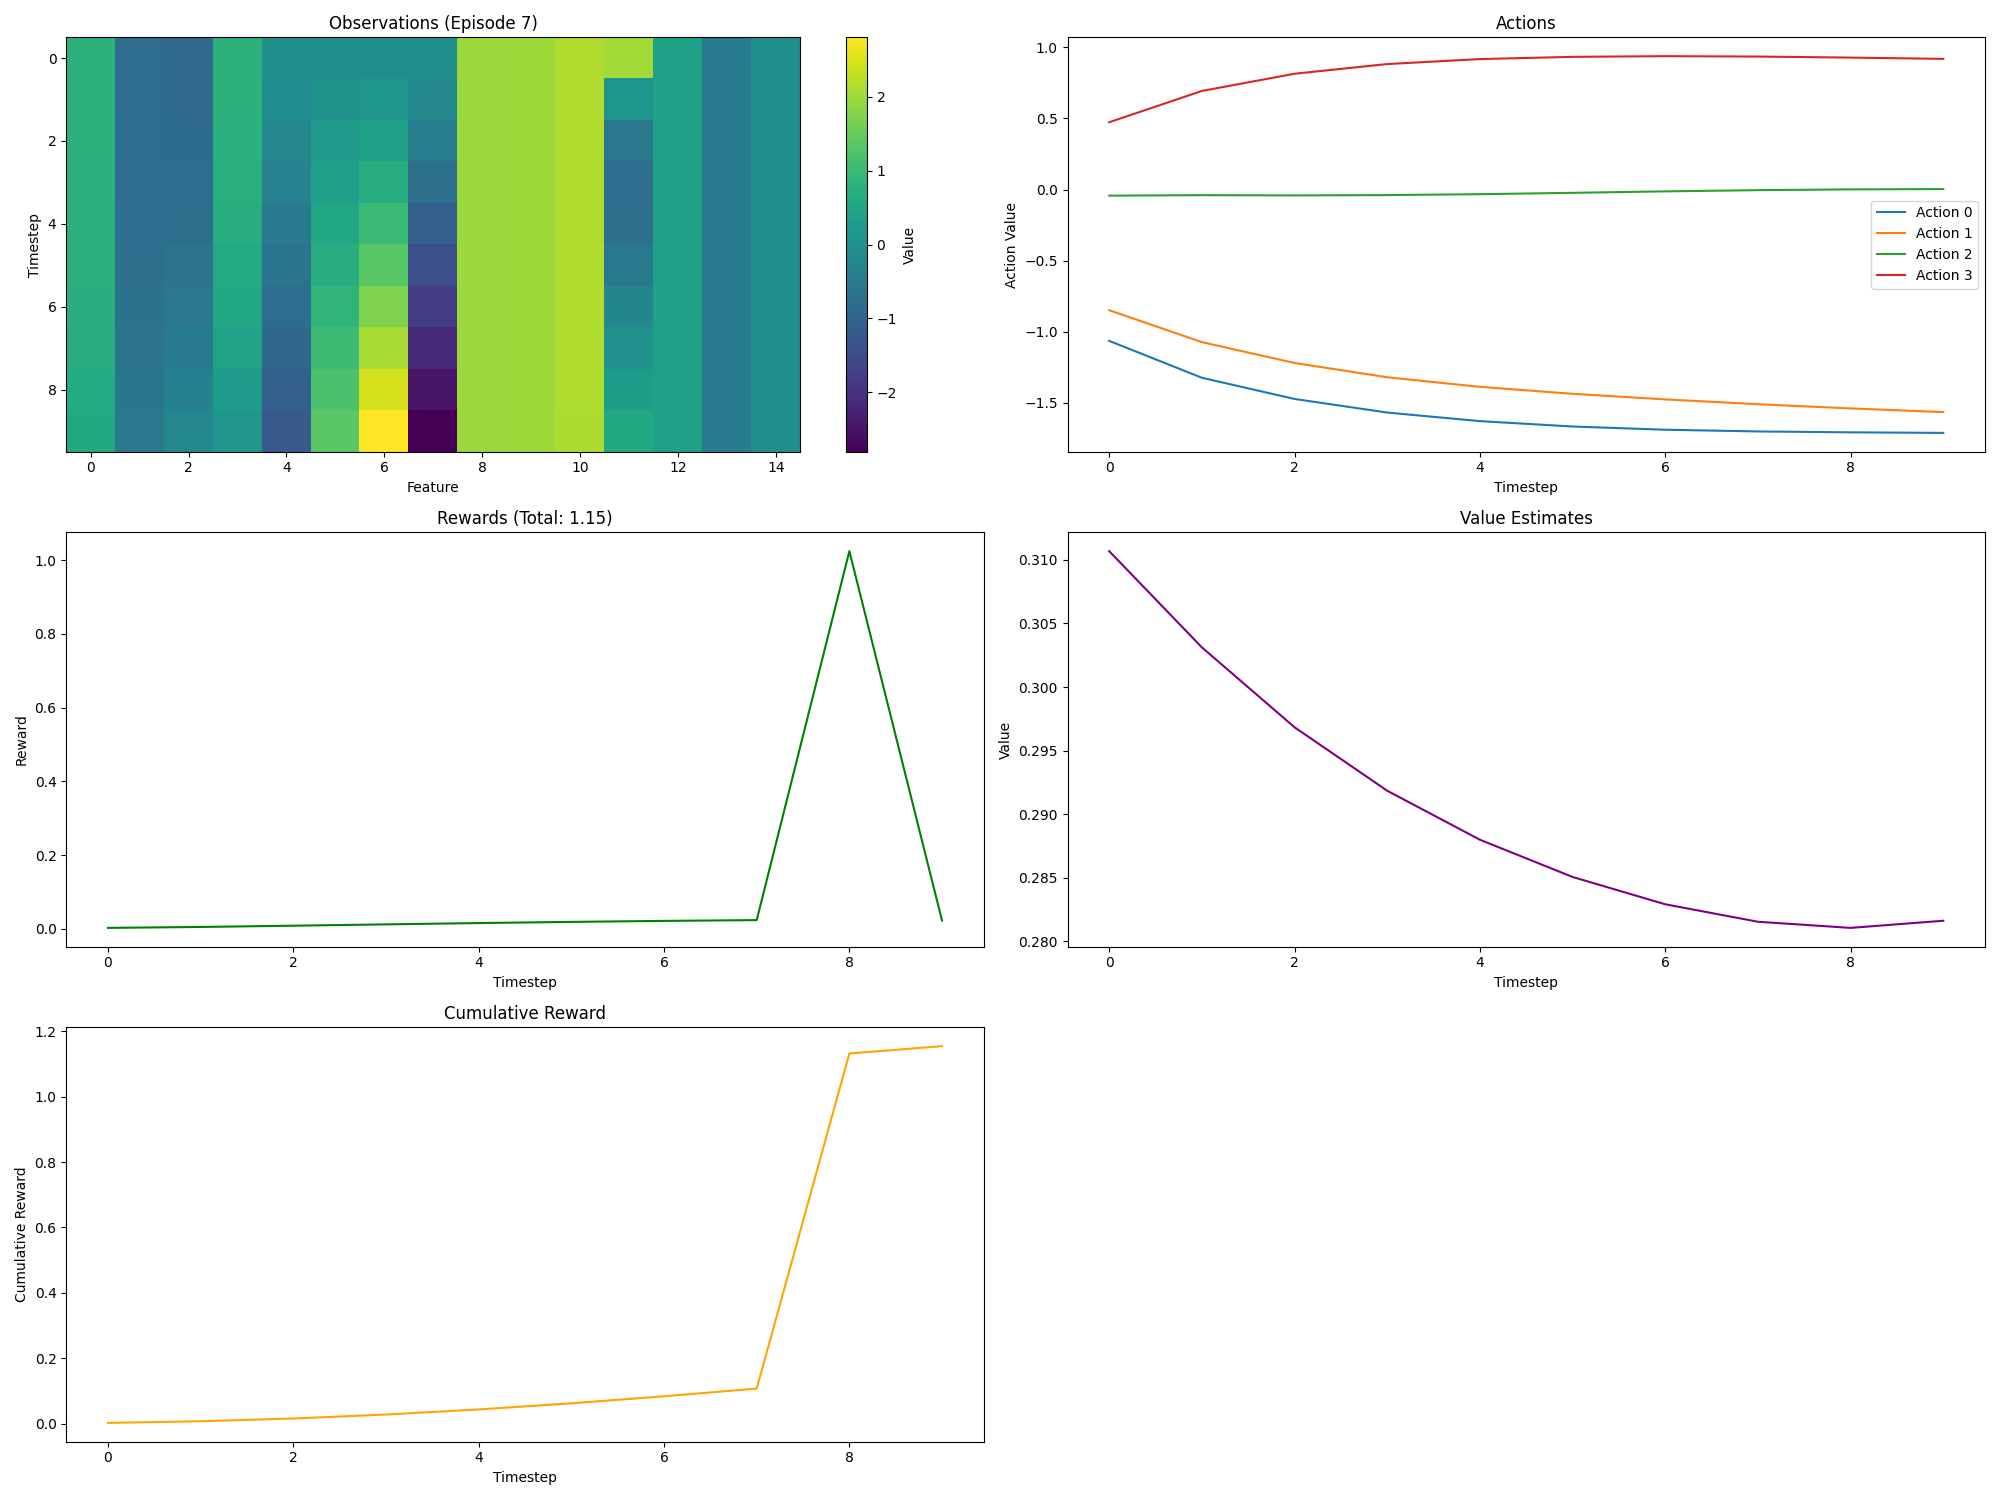 Observations (Episode 7)
0
2
4
6
8
Timestep
0 2 4 6 8 10 12 14
Feature
2
1
0
−1
−2
Value
Actions
1.0
0.5
0.0
−0.5
−1.0
−1.5
Action Value
Action 0
Action 1
Action 2
Action 3
0 2 4 6 8
Timestep
Rewards (Total: 1.15)
1.0
0.8
0.6
0.4
0.2
0.0
Reward
0 2 4 6 8
Timestep
Value Estimates
0.310
0.305
0.300
0.295
0.290
0.285
0.280
Value
0 2 4 6 8
Timestep
Cumulative Reward
1.2
1.0
0.8
0.6
0.4
0.2
0.0
Cumulative Reward
0 2 4 6 8
Timestep